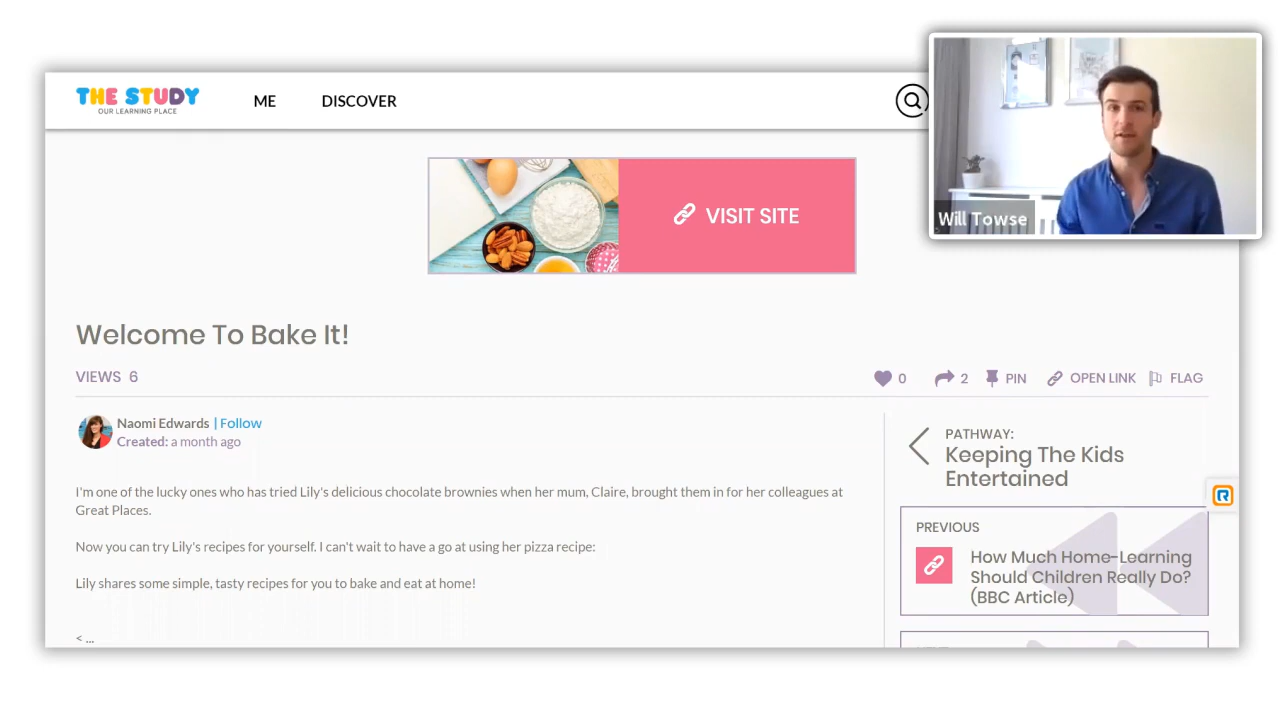 THE STUDY
OUR LEARNING PLACE
ME
DISCOVER
Will Towse
VISIT SITE
Welcome To Bake It!
VIEWS 6
0
2
PIN
OPEN LINK
FLAG
Naomi Edwards | Follow
Created: a month ago
I'm one of the lucky ones who has tried Lily's delicious chocolate brownies when her mum, Claire, brought them in for her colleagues at
Great Places.
Now you can try Lily's recipes for yourself. I can't wait to have a go at using her pizza recipe:
Lily shares some simple, tasty recipes for you to bake and eat at home!
< ...
PATHWAY:
Keeping The Kids
Entertained
PREVIOUS
How Much Home-Learning
Should Children Really Do?
(BBC Article)